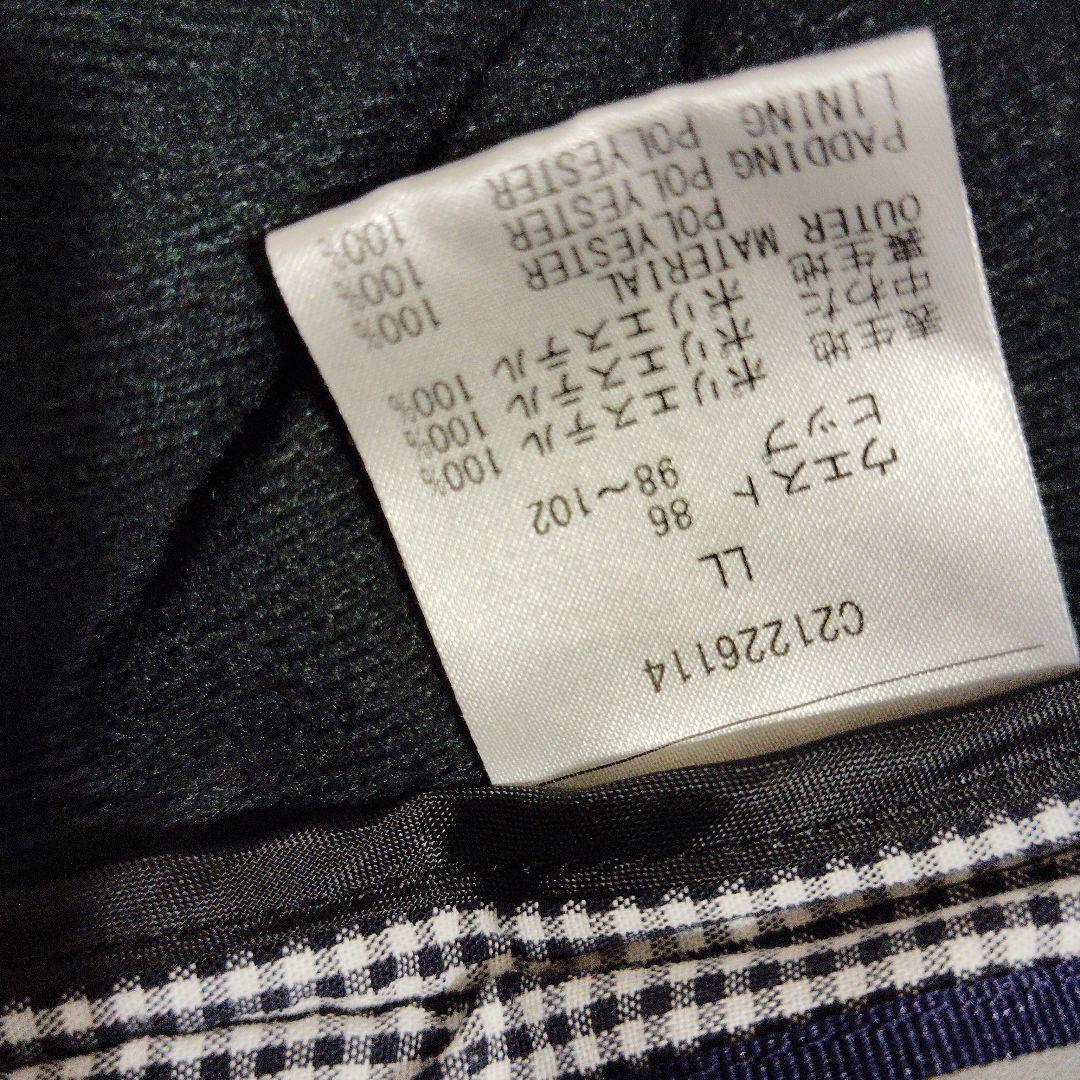 C21226114
LL
ウエスト 86
ヒップ 98～102
表生地 ポリエステル 100%
中わた ポリエステル 100%
裏生地 ポリエステル 100%
OUTER MATERIAL
POLYESTER 100%
PADDING POLYESTER 100%
LINING POLYESTER 100%